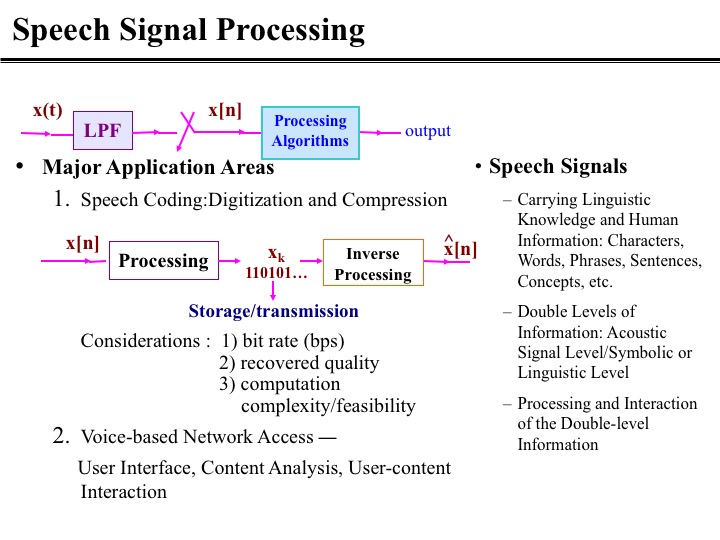 Speech Signal Processing
x(t)
LPF
x[n]
Processing
Algorithms
output
• Major Application Areas
1. Speech Coding:Digitization and Compression
x[n]
Processing
xk
110101…
Inverse
Processing
x̂[n]
Storage/transmission
Considerations : 1) bit rate (bps)
2) recovered quality
3) computation
complexity/feasibility
2. Voice-based Network Access —
User Interface, Content Analysis, User-content
Interaction
• Speech Signals
– Carrying Linguistic
Knowledge and Human
Information: Characters,
Words, Phrases, Sentences,
Concepts, etc.
– Double Levels of
Information: Acoustic
Signal Level/Symbolic or
Linguistic Level
– Processing and Interaction
of the Double-level
Information